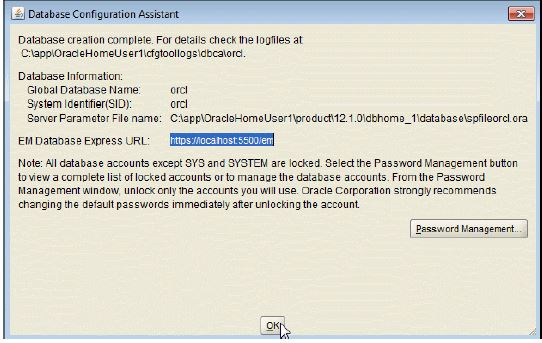 Database Configuration Assistant
Database creation complete. For details check the logfiles at:
C:\app\OracleHomeUser1\cfgtoollogs\dbca\orcl.
Database Information:
Global Database Name: orcl
System Identifier(SID): orcl
Server Parameter File name: C:\app\OracleHomeUser1\product\12.1.0\dbhome_1\database\spfileorcl.ora
EM Database Express URL: https://localhost:5500/em
Note: All database accounts except SYS and SYSTEM are locked. Select the Password Management button
to view a complete list of locked accounts or to manage the database accounts. From the Password
Management window, unlock only the accounts you will use. Oracle Corporation strongly recommends
changing the default passwords immediately after unlocking the account.
Password Management...
OK